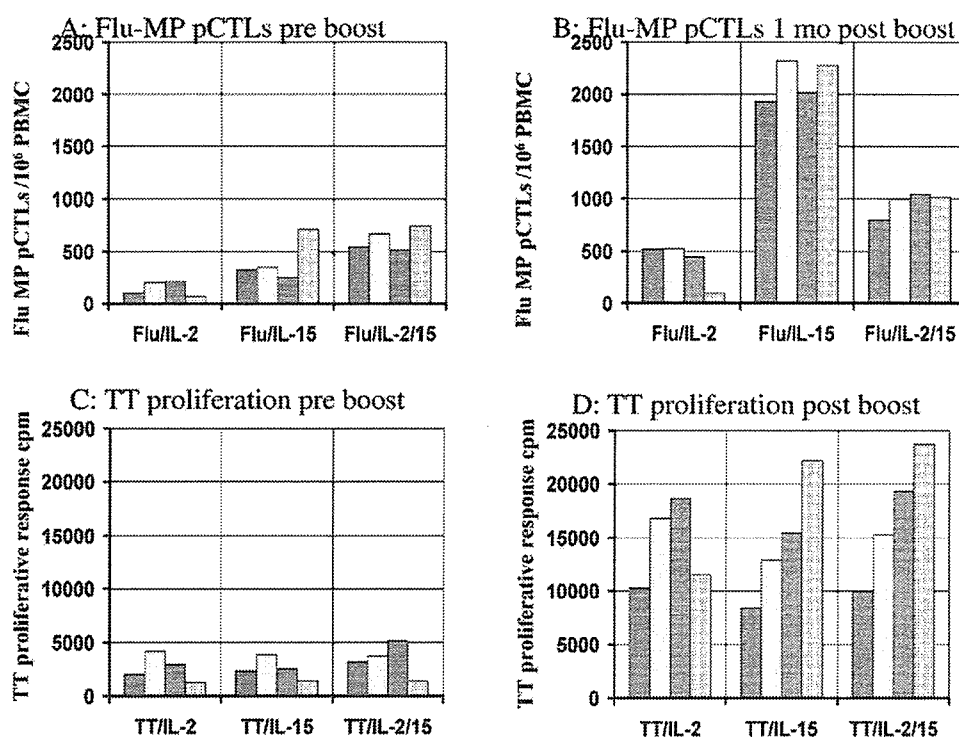 A: Flu-MP pCTLs pre boost
Flu MP pCTLs /10⁶ PBMC
2500
2000
1500
1000
500
0
Flu/IL-2 Flu/IL-15 Flu/IL-2/15
B: Flu-MP pCTLs 1 mo post boost
Flu MP pCTLs /10⁶ PBMC
2500
2000
1500
1000
500
0
Flu/IL-2 Flu/IL-15 Flu/IL-2/15
C: TT proliferation pre boost
TT proliferative response cpm
25000
20000
15000
10000
5000
0
TT/IL-2 TT/IL-15 TT/IL-2/15
D: TT proliferation post boost
TT proliferative response cpm
25000
20000
15000
10000
5000
0
TT/IL-2 TT/IL-15 TT/IL-2/15